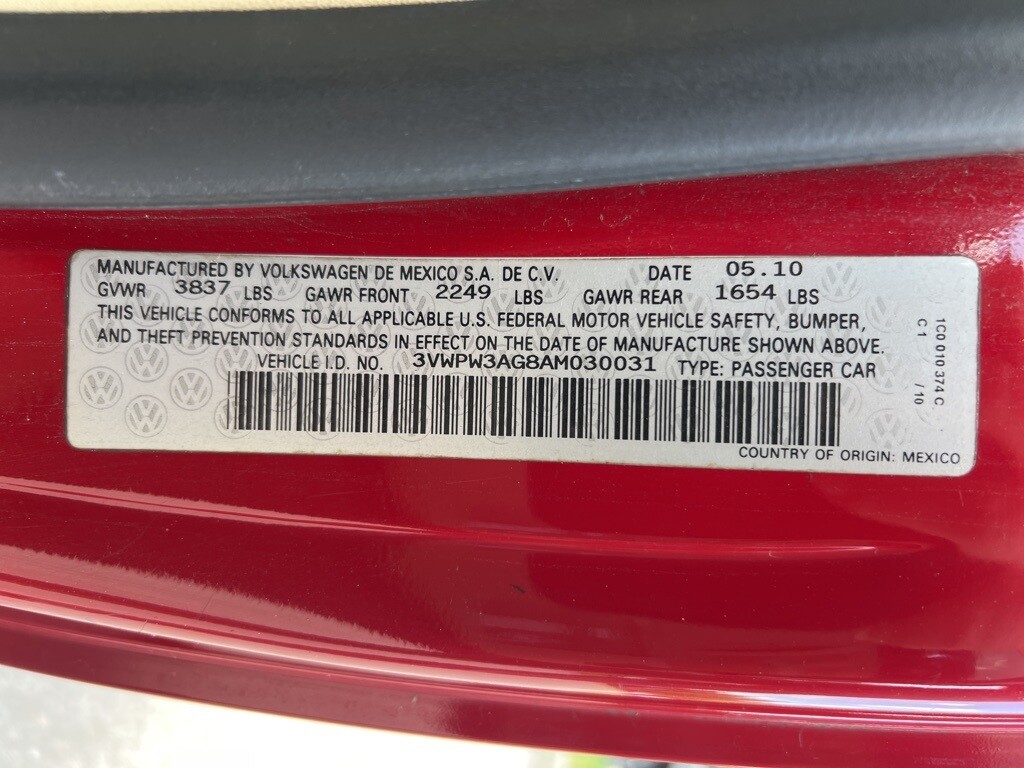 MANUFACTURED BY VOLKSWAGEN DE MEXICO S.A. DE C.V. DATE 05.10
GVWR 3837 LBS GAWR FRONT 2249 LBS GAWR REAR 1654 LBS
THIS VEHICLE CONFORMS TO ALL APPLICABLE U.S. FEDERAL MOTOR VEHICLE SAFETY, BUMPER,
AND THEFT PREVENTION STANDARDS IN EFFECT ON THE DATE OF MANUFACTURE SHOWN ABOVE.
VEHICLE I.D. NO. 3VWPW3AG8AM030031 TYPE: PASSENGER CAR
COUNTRY OF ORIGIN: MEXICO
1C0 010 374 C
C 1 / 10